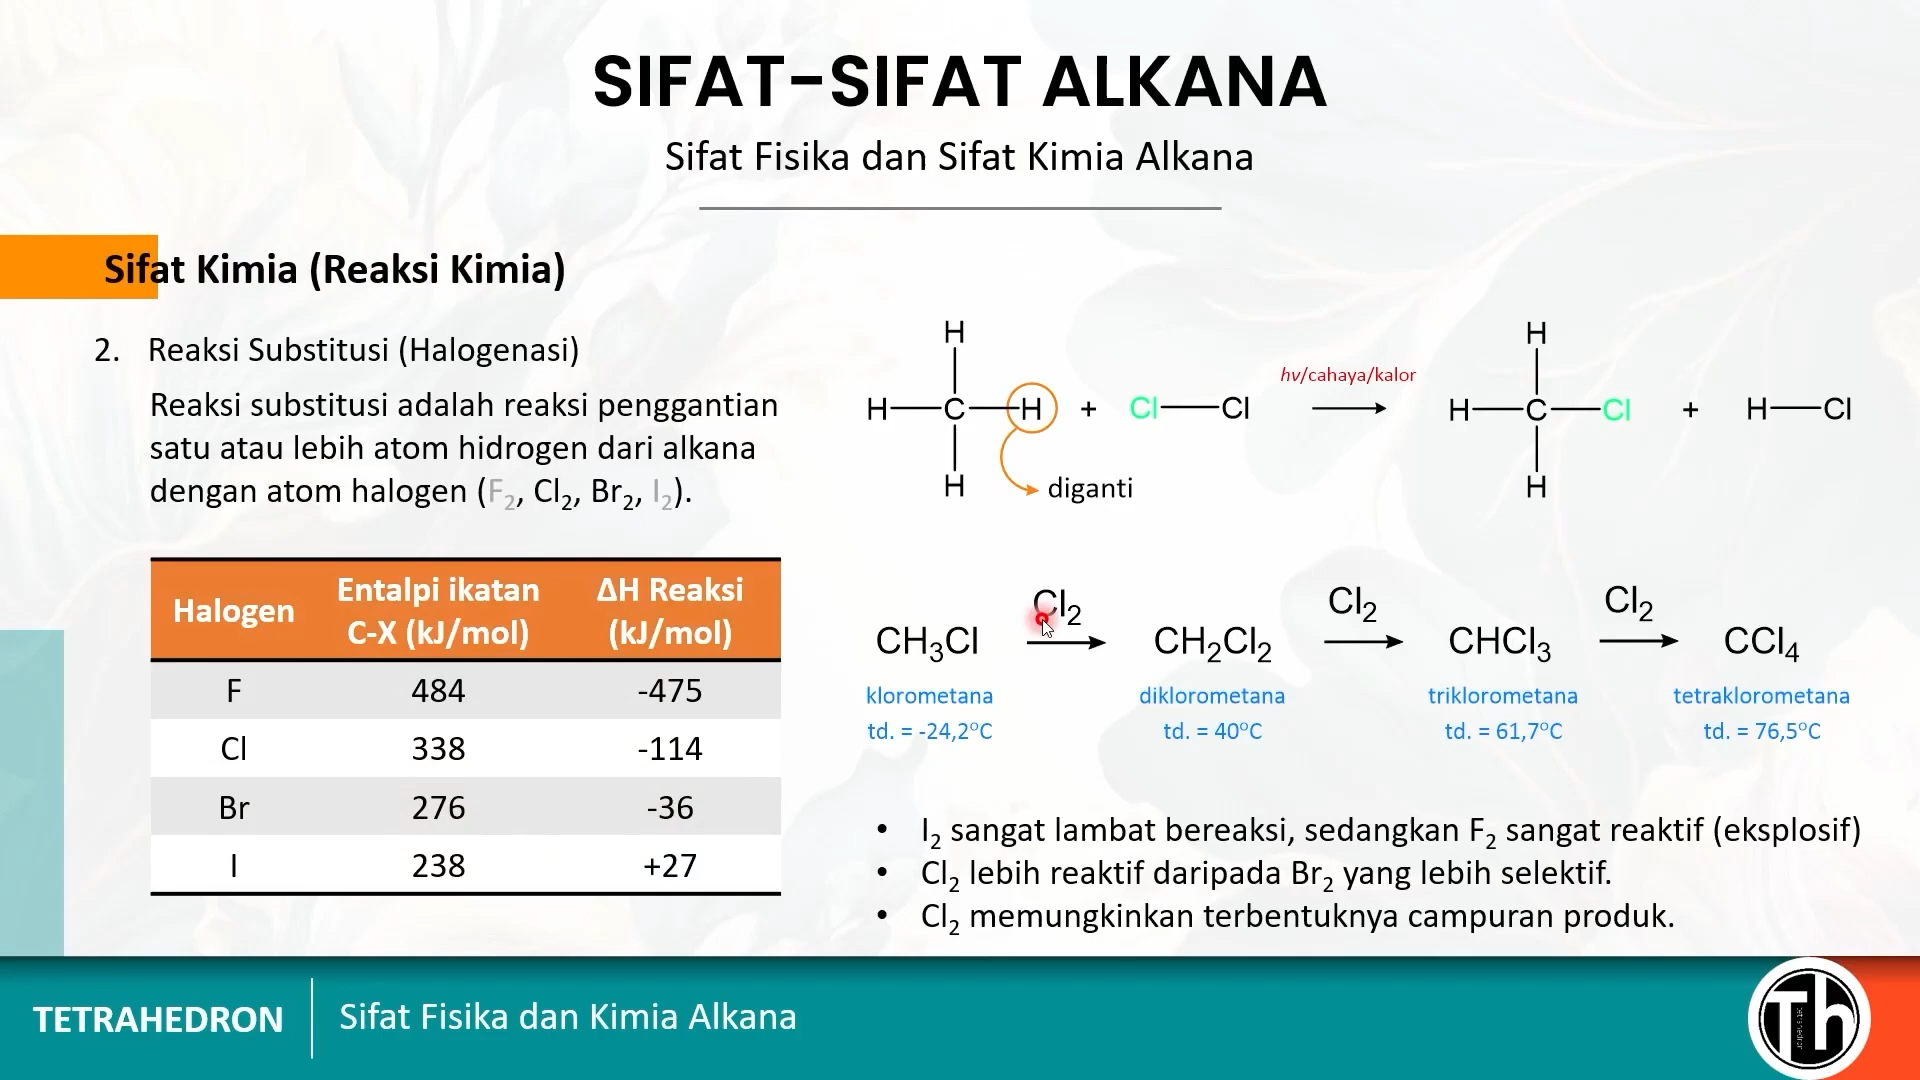 SIFAT-SIFAT ALKANA
Sifat Fisika dan Sifat Kimia Alkana
Sifat Kimia (Reaksi Kimia)
2. Reaksi Substitusi (Halogenasi)
Reaksi substitusi adalah reaksi penggantian
satu atau lebih atom hidrogen dari alkana
dengan atom halogen (F₂, Cl₂, Br₂, I₂).
Halogen Entalpi ikatan C-X (kJ/mol) ΔH Reaksi (kJ/mol)
F 484 -475
Cl 338 -114
Br 276 -36
I 238 +27
H H
hv/cahaya/kalor
H C H + Cl Cl H C Cl + H Cl
H diganti H
Cl₂ Cl₂ Cl₂
CH₃Cl CH₂Cl₂ CHCl₃ CCl₄
klorometana diklorometana triklorometana tetraklorometana
td. = -24,2°C td. = 40°C td. = 61,7°C td. = 76,5°C
• I₂ sangat lambat bereaksi, sedangkan F₂ sangat reaktif (eksplosif)
• Cl₂ lebih reaktif daripada Br₂ yang lebih selektif.
• Cl₂ memungkinkan terbentuknya campuran produk.
TETRAHEDRON Sifat Fisika dan Kimia Alkana
Th